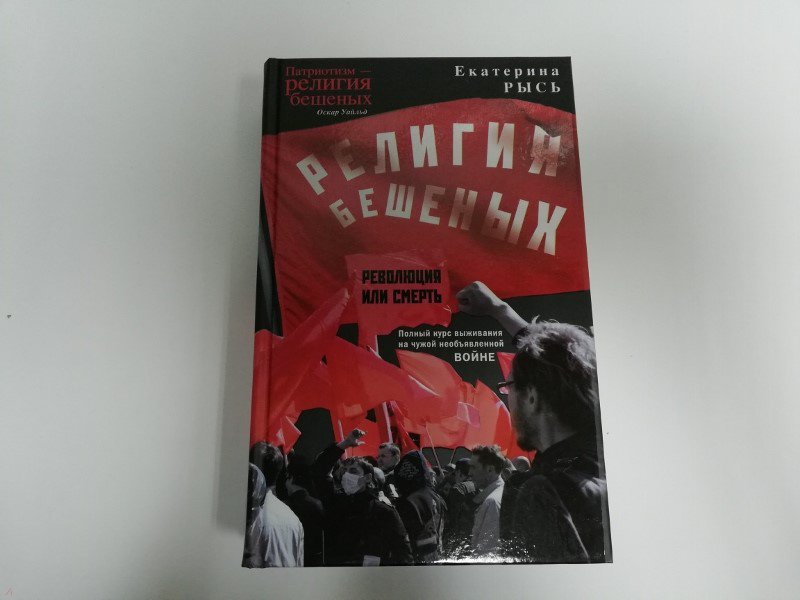 Патриотизм —
религия
бешеных
Оскар Уайльд
Екатерина
РЫСЬ
РЕЛИГИЯ
БЕШЕНЫХ
РЕВОЛЮЦИЯ
ИЛИ СМЕРТЬ
Полный курс выживания
на чужой необъявленной
ВОЙНЕ